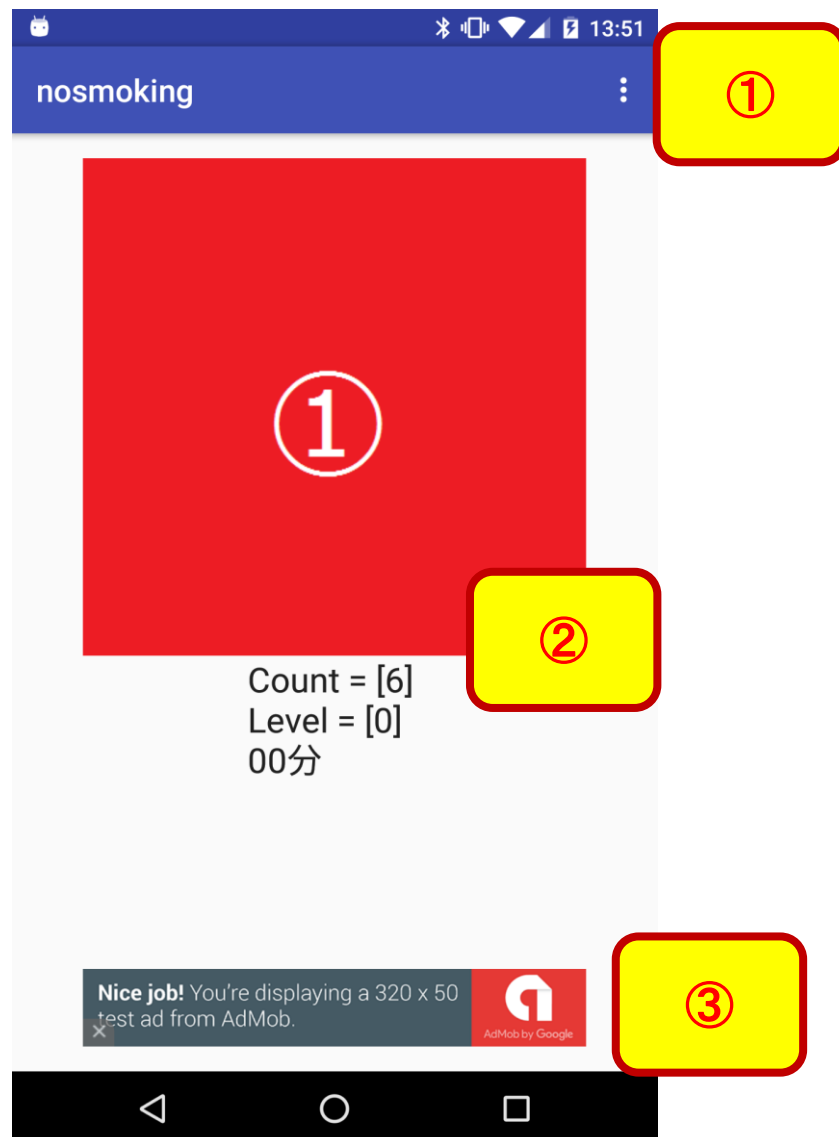 13:51
nosmoking
①
①
②
Count = [6]
Level = [0]
00分
Nice job! You're displaying a 320 x 50
test ad from AdMob.
AdMob by Google
③